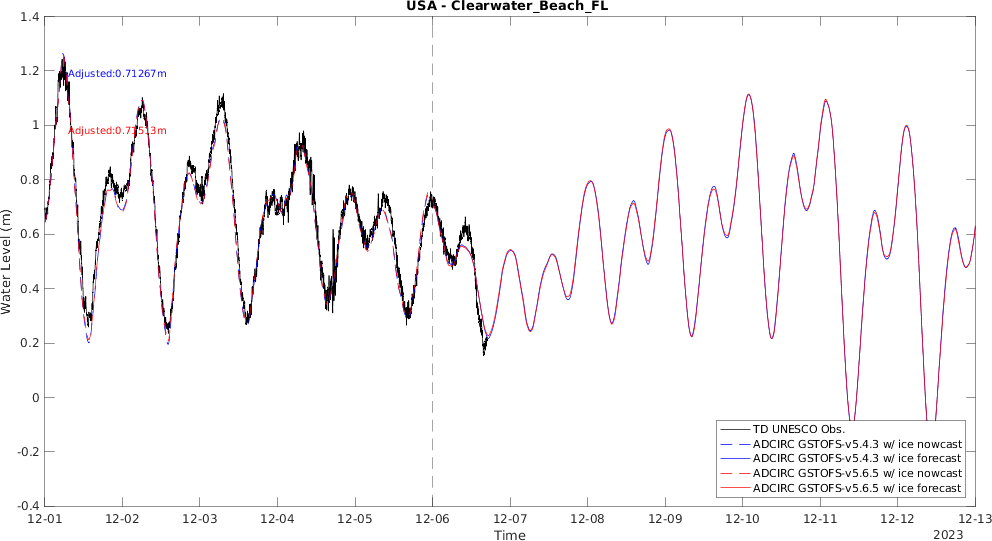 USA - Clearwater_Beach_FL
Water Level (m)
1.4
1.2
1
0.8
0.6
0.4
0.2
0
-0.2
-0.4
Adjusted:0.71267m
Adjusted:0.71513m
TD UNESCO Obs.
ADCIRC GSTOFS-v5.4.3 w/ ice nowcast
ADCIRC GSTOFS-v5.4.3 w/ ice forecast
ADCIRC GSTOFS-v5.6.5 w/ ice nowcast
ADCIRC GSTOFS-v5.6.5 w/ ice forecast
12-01 12-02 12-03 12-04 12-05 12-06 12-07 12-08 12-09 12-10 12-11 12-12 12-13
Time
2023